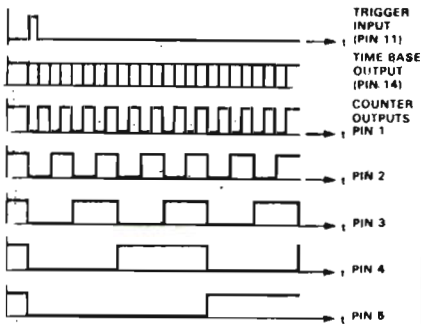 TRIGGER
INPUT
(PIN 11)
t
TIME BASE
OUTPUT
(PIN 14)
t
COUNTER
OUTPUTS
t PIN 1
t PIN 2
t PIN 3
t PIN 4
t PIN 5